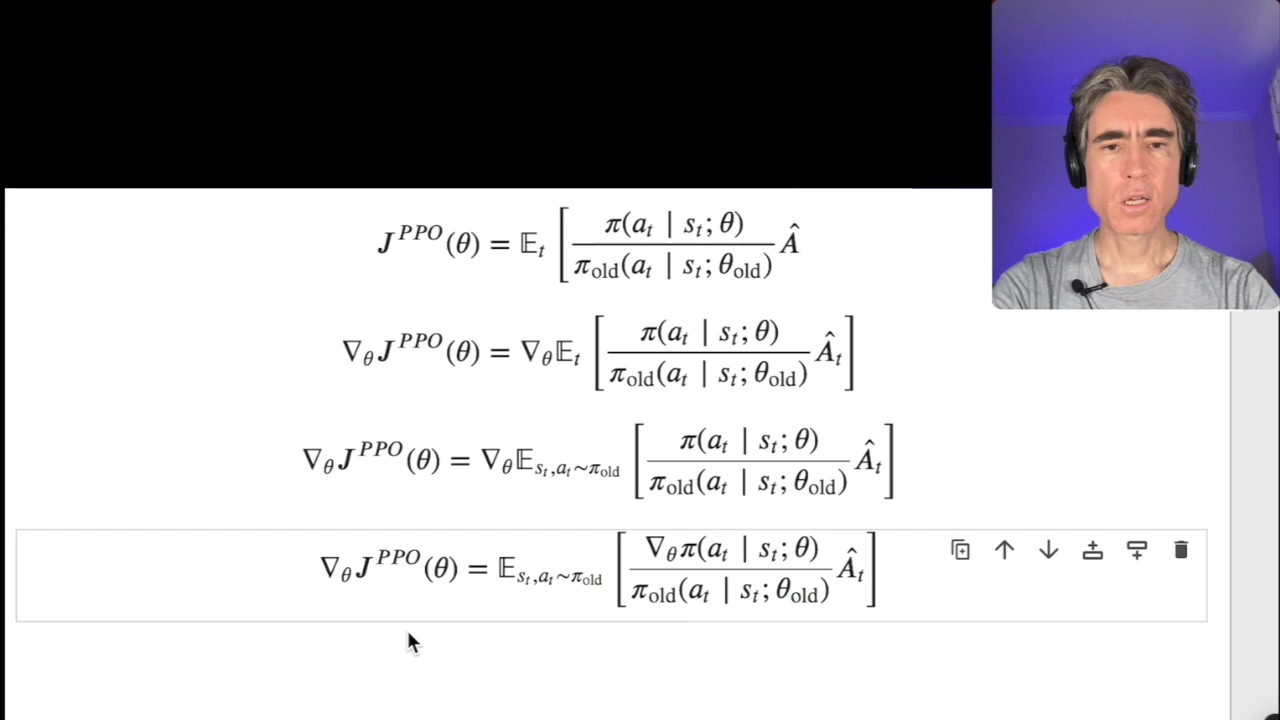 J^{PPO}(θ) = 𝔼_t [ π(a_t | s_t; θ) / π_old(a_t | s_t; θ_old) Â
∇_θ J^{PPO}(θ) = ∇_θ 𝔼_t [ π(a_t | s_t; θ) / π_old(a_t | s_t; θ_old) Â_t ]
∇_θ J^{PPO}(θ) = ∇_θ 𝔼_{s_t,a_t∼π_old} [ π(a_t | s_t; θ) / π_old(a_t | s_t; θ_old) Â_t ]
∇_θ J^{PPO}(θ) = 𝔼_{s_t,a_t∼π_old} [ ∇_θ π(a_t | s_t; θ) / π_old(a_t | s_t; θ_old) Â_t ]